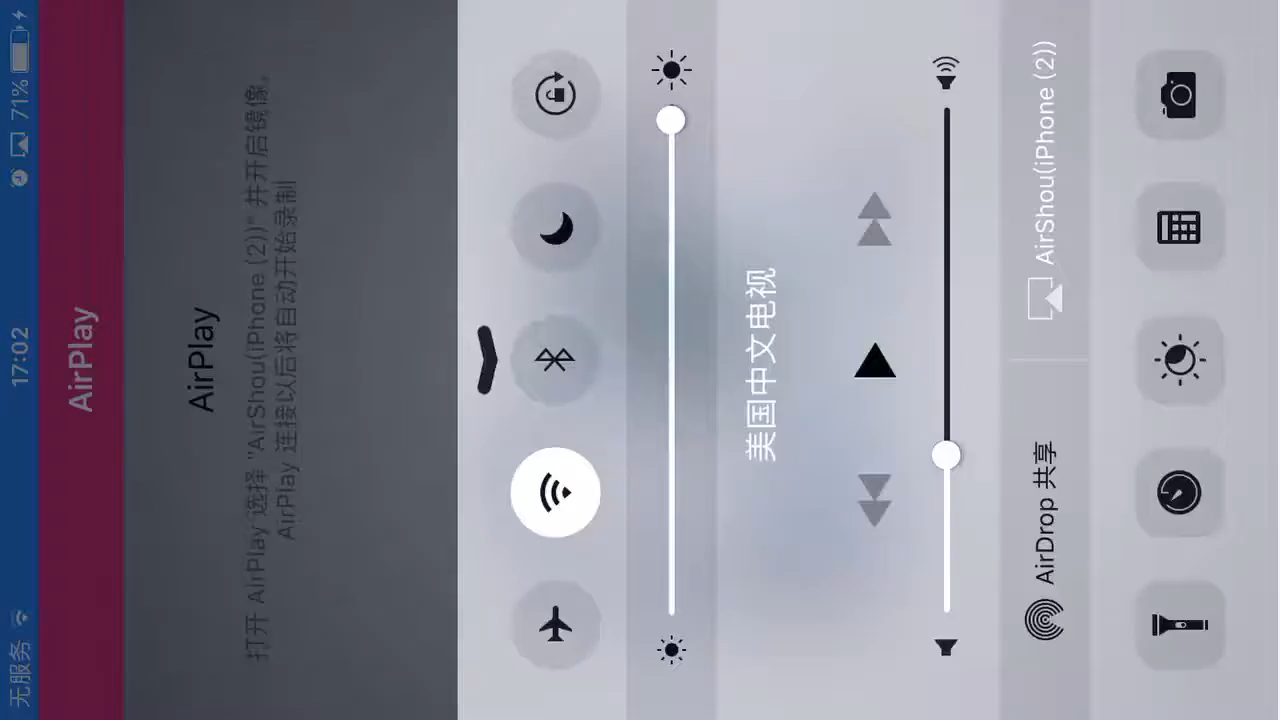 无服务 17:02 71%
AirPlay
AirPlay
打开 AirPlay 选择 "AirShou(iPhone (2))" 并开启镜像,
AirPlay 连接以后将自动开始录制
美国中文电视
AirDrop 共享
AirShou(iPhone (2))